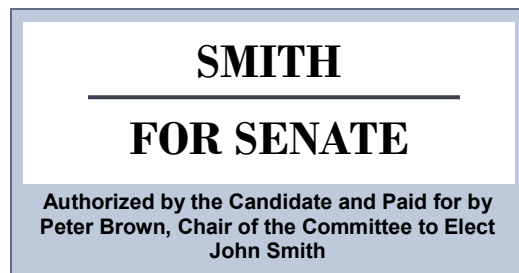 SMITH
FOR SENATE
Authorized by the Candidate and Paid for by
Peter Brown, Chair of the Committee to Elect
John Smith